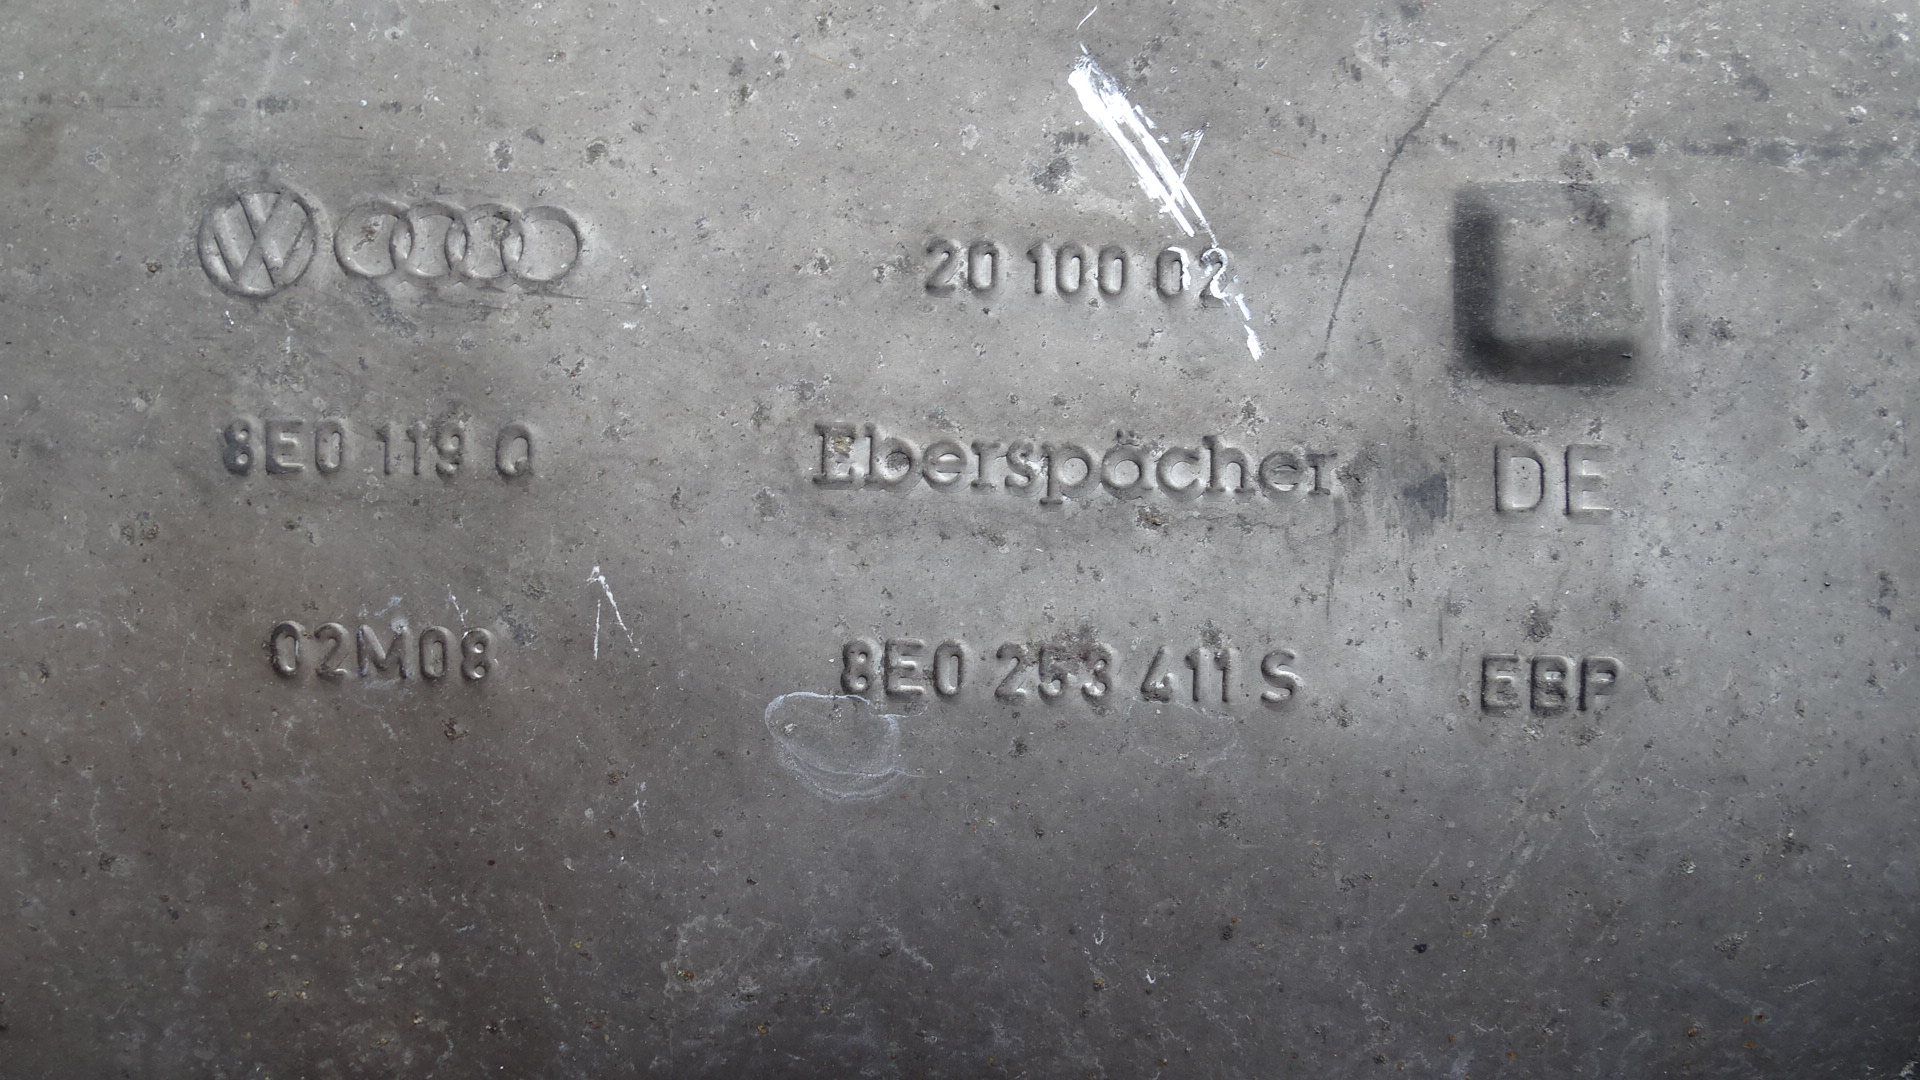 20 100 02
8E0 119 Q Eberspächer DE
02M08 8E0 253 411 S EBP